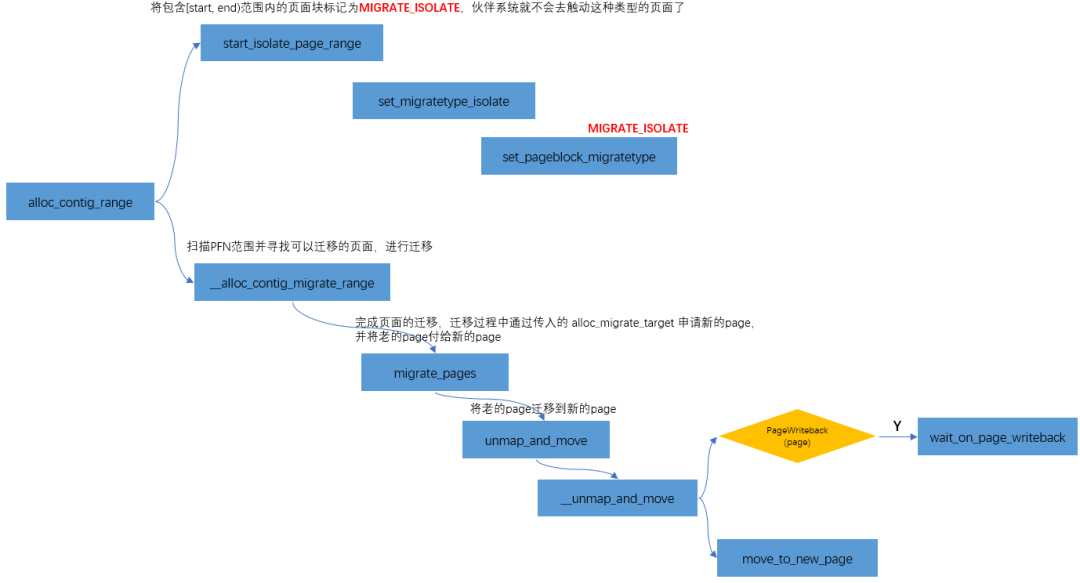 将包含[start, end)范围内的页面块标记为MIGRATE_ISOLATE，伙伴系统就不会去触动这种类型的页面了
start_isolate_page_range
set_migratetype_isolate
MIGRATE_ISOLATE
set_pageblock_migratetype
alloc_contig_range
扫描PFN范围并寻找可以迁移的页面，进行迁移
__alloc_contig_migrate_range
完成页面的迁移，迁移过程中通过传入的 alloc_migrate_target 申请新的page，
并将老的page付给新的page
migrate_pages
将老的page迁移到新的page
unmap_and_move
PageWriteback
(page)
Y
wait_on_page_writeback
__unmap_and_move
move_to_new_page